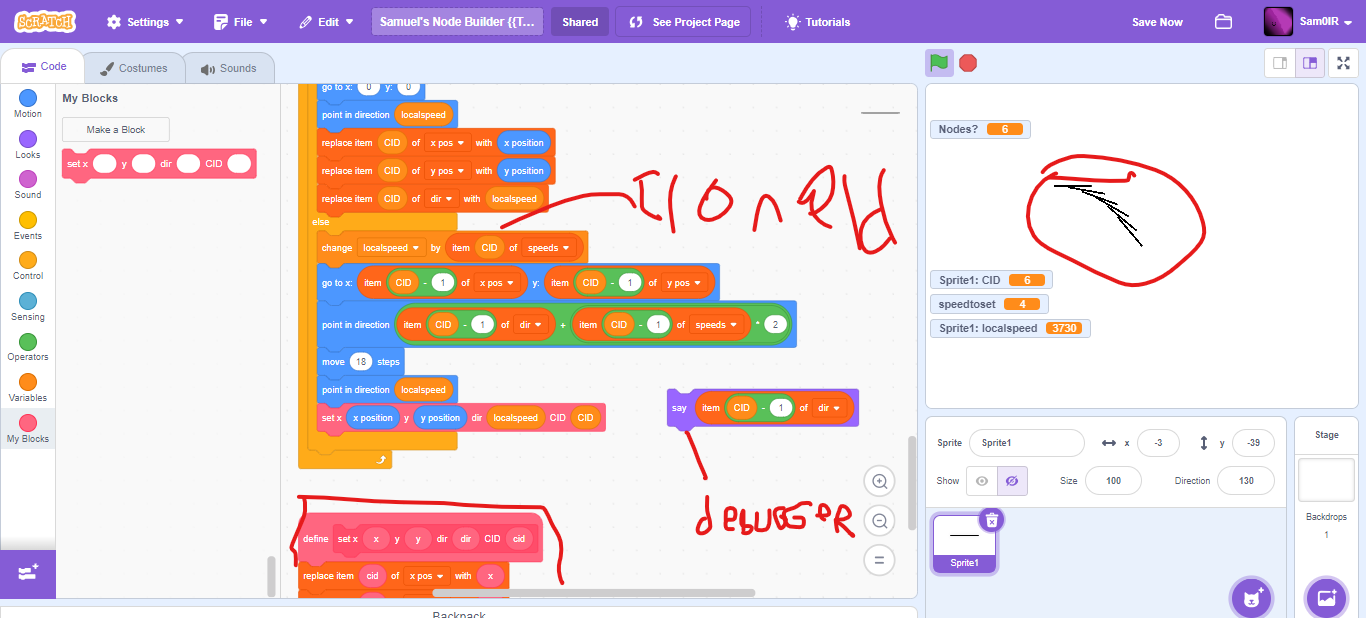 SCRATCH Settings File Edit Samuel's Node Builder {{T... Shared See Project Page Tutorials Save Now Sam0IR
Code Costumes Sounds
Motion
Looks
Sound
Events
Control
Sensing
Operators
Variables
My Blocks
My Blocks
Make a Block
set x y dir CID
go to x: 0 y: 0
point in direction localspeed
replace item CID of x pos with x position
replace item CID of y pos with y position
replace item CID of dir with localspeed
else
change localspeed by item CID of speeds
go to x: item CID - 1 of x pos y: item CID - 1 of y pos
point in direction item CID - 1 of dir + item CID - 1 of speeds * 2
move 18 steps
point in direction localspeed
set x x position y y position dir localspeed CID CID
say item CID - 1 of dir
dEBUGGER
define set x x y y dir dir CID cid
replace item cid of x pos with x
Backpack
Nodes? 6
Sprite1: CID 6
speedtoset 4
Sprite1: localspeed 3730
Sprite Sprite1 x -3 y -39
Show Size 100 Direction 130
Sprite1
Stage
Backdrops
1